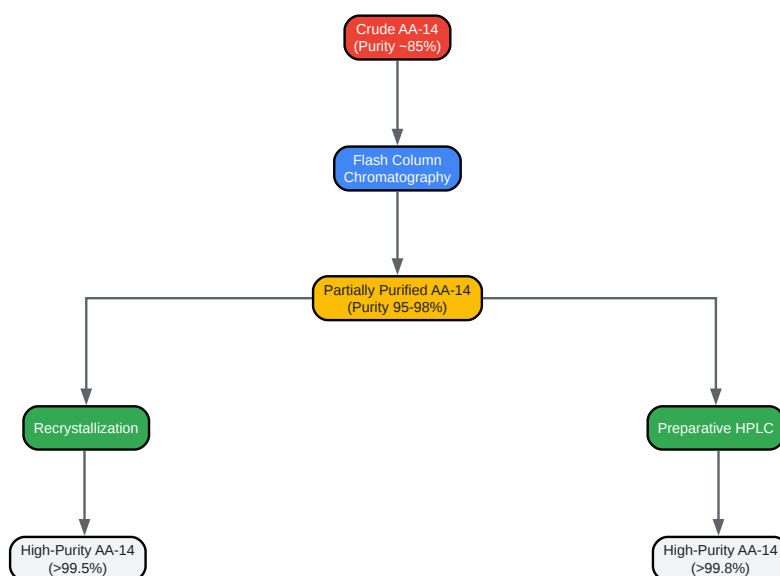 Crude AA-14
(Purity ~85%)
Flash Column
Chromatography
Partially Purified AA-14
(Purity 95-98%)
Recrystallization
Preparative HPLC
High-Purity AA-14
(>99.5%)
High-Purity AA-14
(>99.8%)